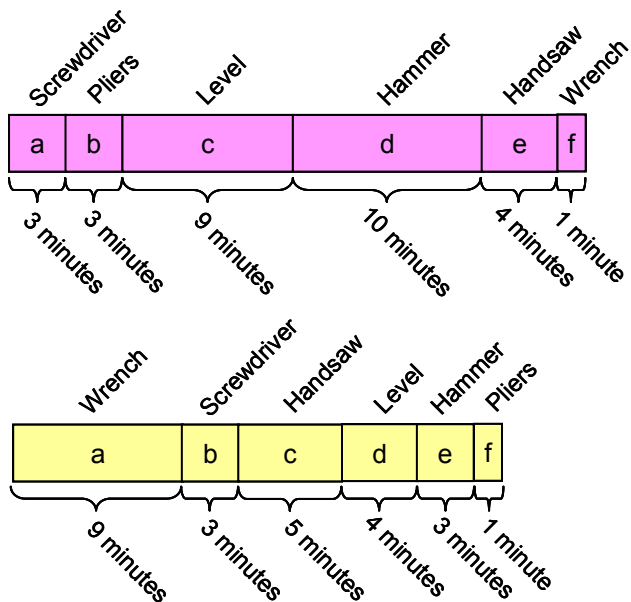 Screwdriver
Pliers
Level
Hammer
Handsaw
Wrench
a
b
c
d
e
f
3 minutes
3 minutes
9 minutes
10 minutes
4 minutes
1 minute
Wrench
Screwdriver
Handsaw
Level
Hammer
Pliers
a
b
c
d
e
f
9 minutes
3 minutes
5 minutes
4 minutes
3 minutes
1 minute